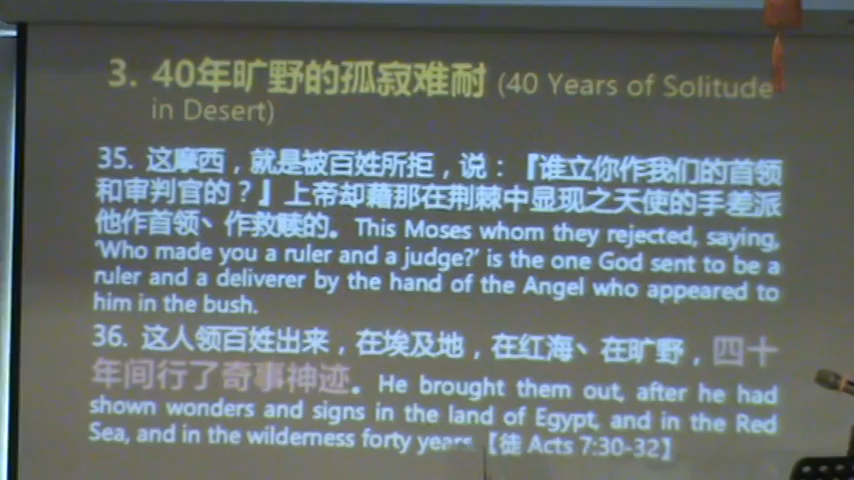 3. 40年旷野的孤寂难耐 (40 Years of Solitude
in Desert)
35. 这摩西，就是被百姓所拒，说：『谁立你作我们的首领
和审判官的？』上帝却藉那在荆棘中显现之天使的手差派
他作首领、作救赎的。This Moses whom they rejected, saying,
‘Who made you a ruler and a judge?’ is the one God sent to be a
ruler and a deliverer by the hand of the Angel who appeared to
him in the bush.
36. 这人领百姓出来，在埃及地，在红海、在旷野，四十
年间行了奇事神迹。He brought them out, after he had
shown wonders and signs in the land of Egypt, and in the Red
Sea, and in the wilderness forty years.【徒 Acts 7:30-32】